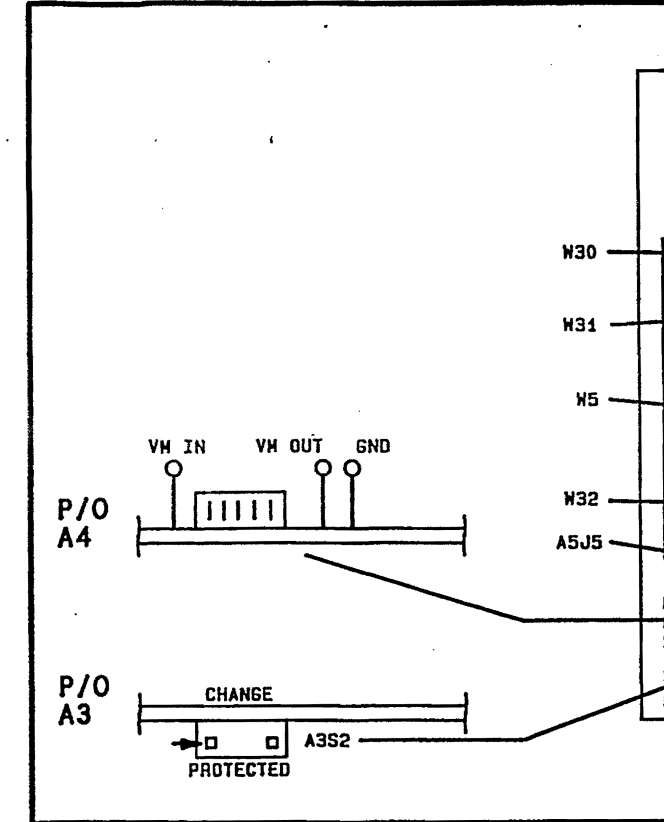 W30
W31
W5
VM IN
VM OUT
GND
P/O
A4
W32
A5J5
P/O
A3
CHANGE
A3S2
PROTECTED